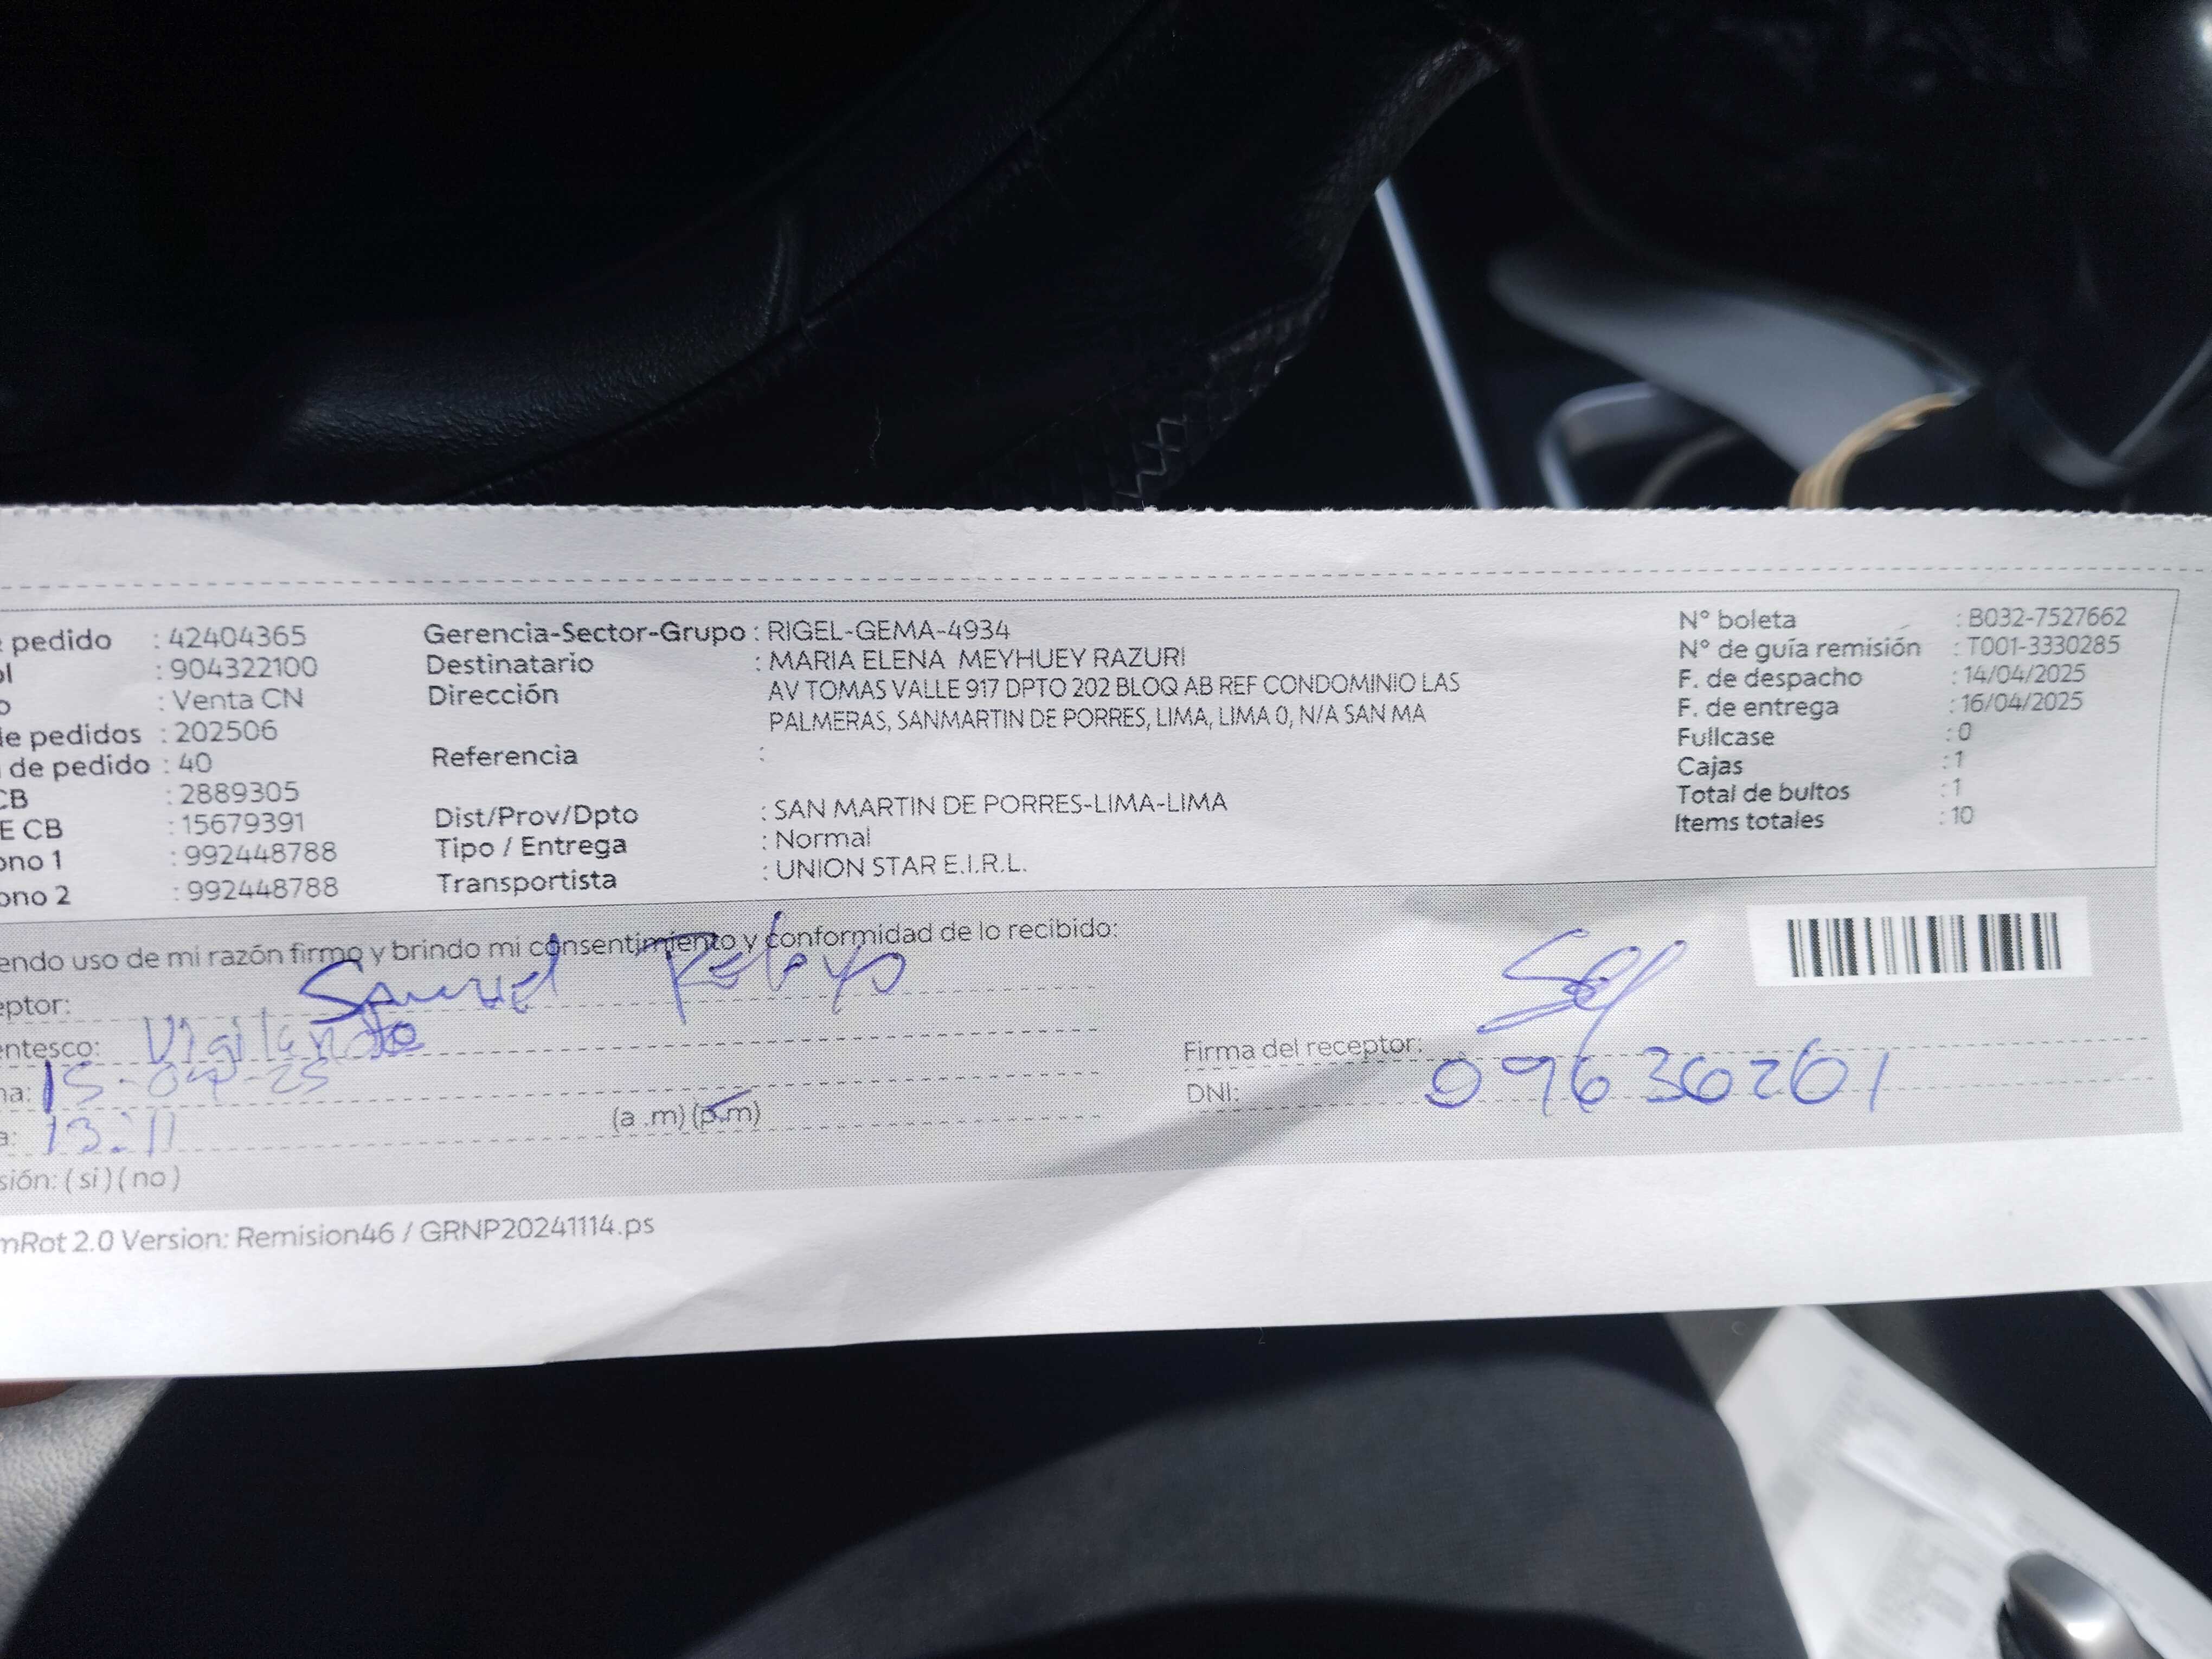 pedido : 42404365
: 904322100
: Venta CN
de pedidos : 202506
de pedido : 40
CB : 2889305
E CB : 15679391
ono 1 : 992448788
ono 2 : 992448788
Gerencia-Sector-Grupo : RIGEL-GEMA-4934
Destinatario : MARIA ELENA MEYHUEY RAZURI
Dirección AV TOMAS VALLE 917 DPTO 202 BLOQ AB REF CONDOMINIO LAS
PALMERAS, SANMARTIN DE PORRES, LIMA, LIMA 0, N/A SAN MA
Referencia :
Dist/Prov/Dpto : SAN MARTIN DE PORRES-LIMA-LIMA
Tipo / Entrega : Normal
Transportista : UNION STAR E.I.R.L.
N° boleta : B032-7527662
N° de guía remisión : T001-3330285
F. de despacho : 14/04/2025
F. de entrega : 16/04/2025
Fullcase : 0
Cajas : 1
Total de bultos : 1
Items totales : 10
endo uso de mi razón firmo y brindo mi consentimiento y conformidad de lo recibido:
eptor: Samuel
entesco: Vigilante
na: 15-04-25
a: 13:11 (a .m) (p.m)
sión: ( si ) ( no )
Firma del receptor:
DNI: 09636261
mRot 2.0 Version: Remision46 / GRNP20241114.ps